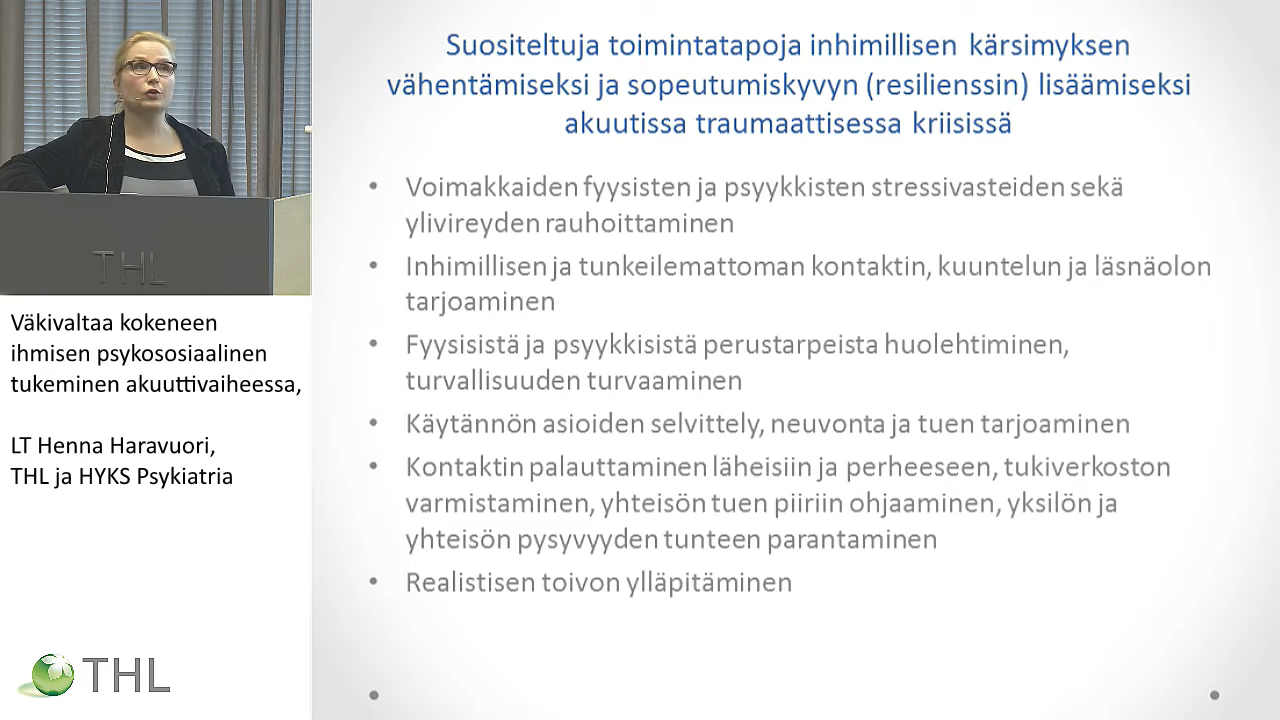 THL
Väkivaltaa kokeneen
ihmisen psykososiaalinen
tukeminen akuuttivaiheessa,
LT Henna Haravuori,
THL ja HYKS Psykiatria
THL
Suositeltuja toimintatapoja inhimillisen kärsimyksen
vähentämiseksi ja sopeutumiskyvyn (resilienssin) lisäämiseksi
akuutissa traumaattisessa kriisissä
• Voimakkaiden fyysisten ja psyykkisten stressivasteiden sekä
ylivireyden rauhoittaminen
• Inhimillisen ja tunkeilemattoman kontaktin, kuuntelun ja läsnäolon
tarjoaminen
• Fyysisistä ja psyykkisistä perustarpeista huolehtiminen,
turvallisuuden turvaaminen
• Käytännön asioiden selvittely, neuvonta ja tuen tarjoaminen
• Kontaktin palauttaminen läheisiin ja perheeseen, tukiverkoston
varmistaminen, yhteisön tuen piiriin ohjaaminen, yksilön ja
yhteisön pysyvyyden tunteen parantaminen
• Realistisen toivon ylläpitäminen